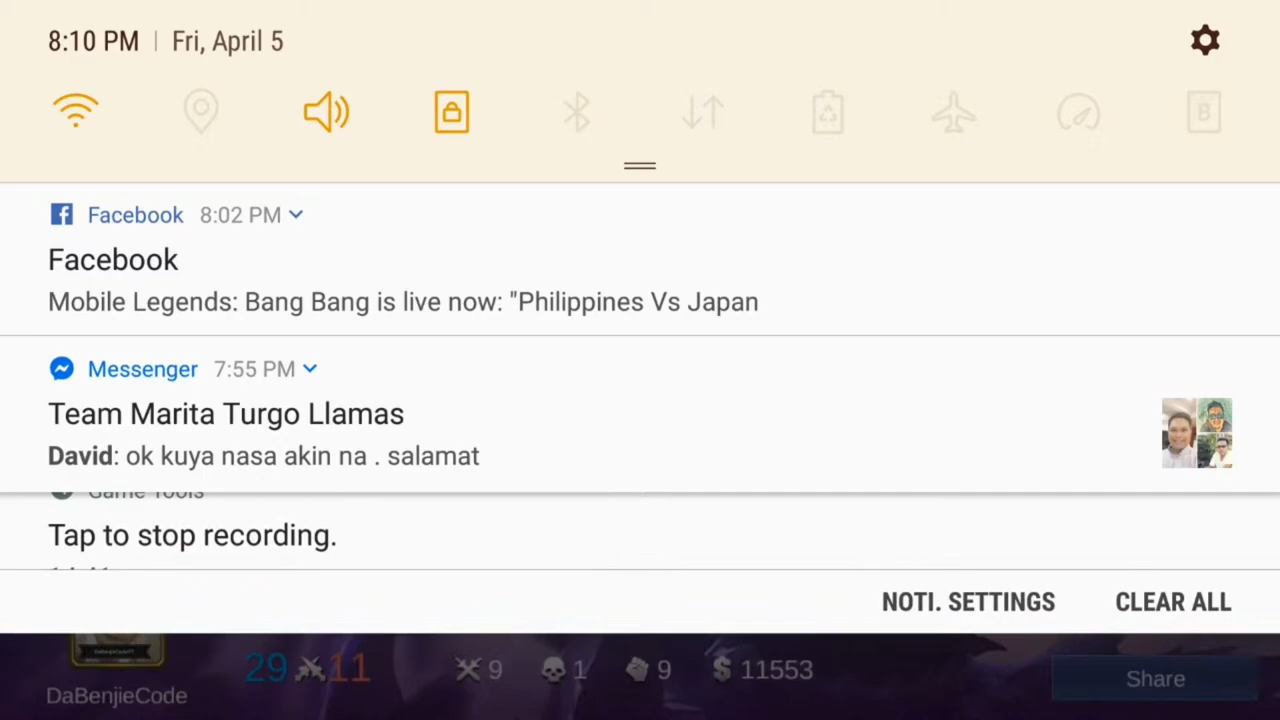 8:10 PM | Fri, April 5
Facebook 8:02 PM
Facebook
Mobile Legends: Bang Bang is live now: "Philippines Vs Japan
Messenger 7:55 PM
Team Marita Turgo Llamas
David: ok kuya nasa akin na . salamat
Game Tools
Tap to stop recording.
NOTI. SETTINGS CLEAR ALL
29 11 9 1 9 $ 11553 Share
DaBenjieCode